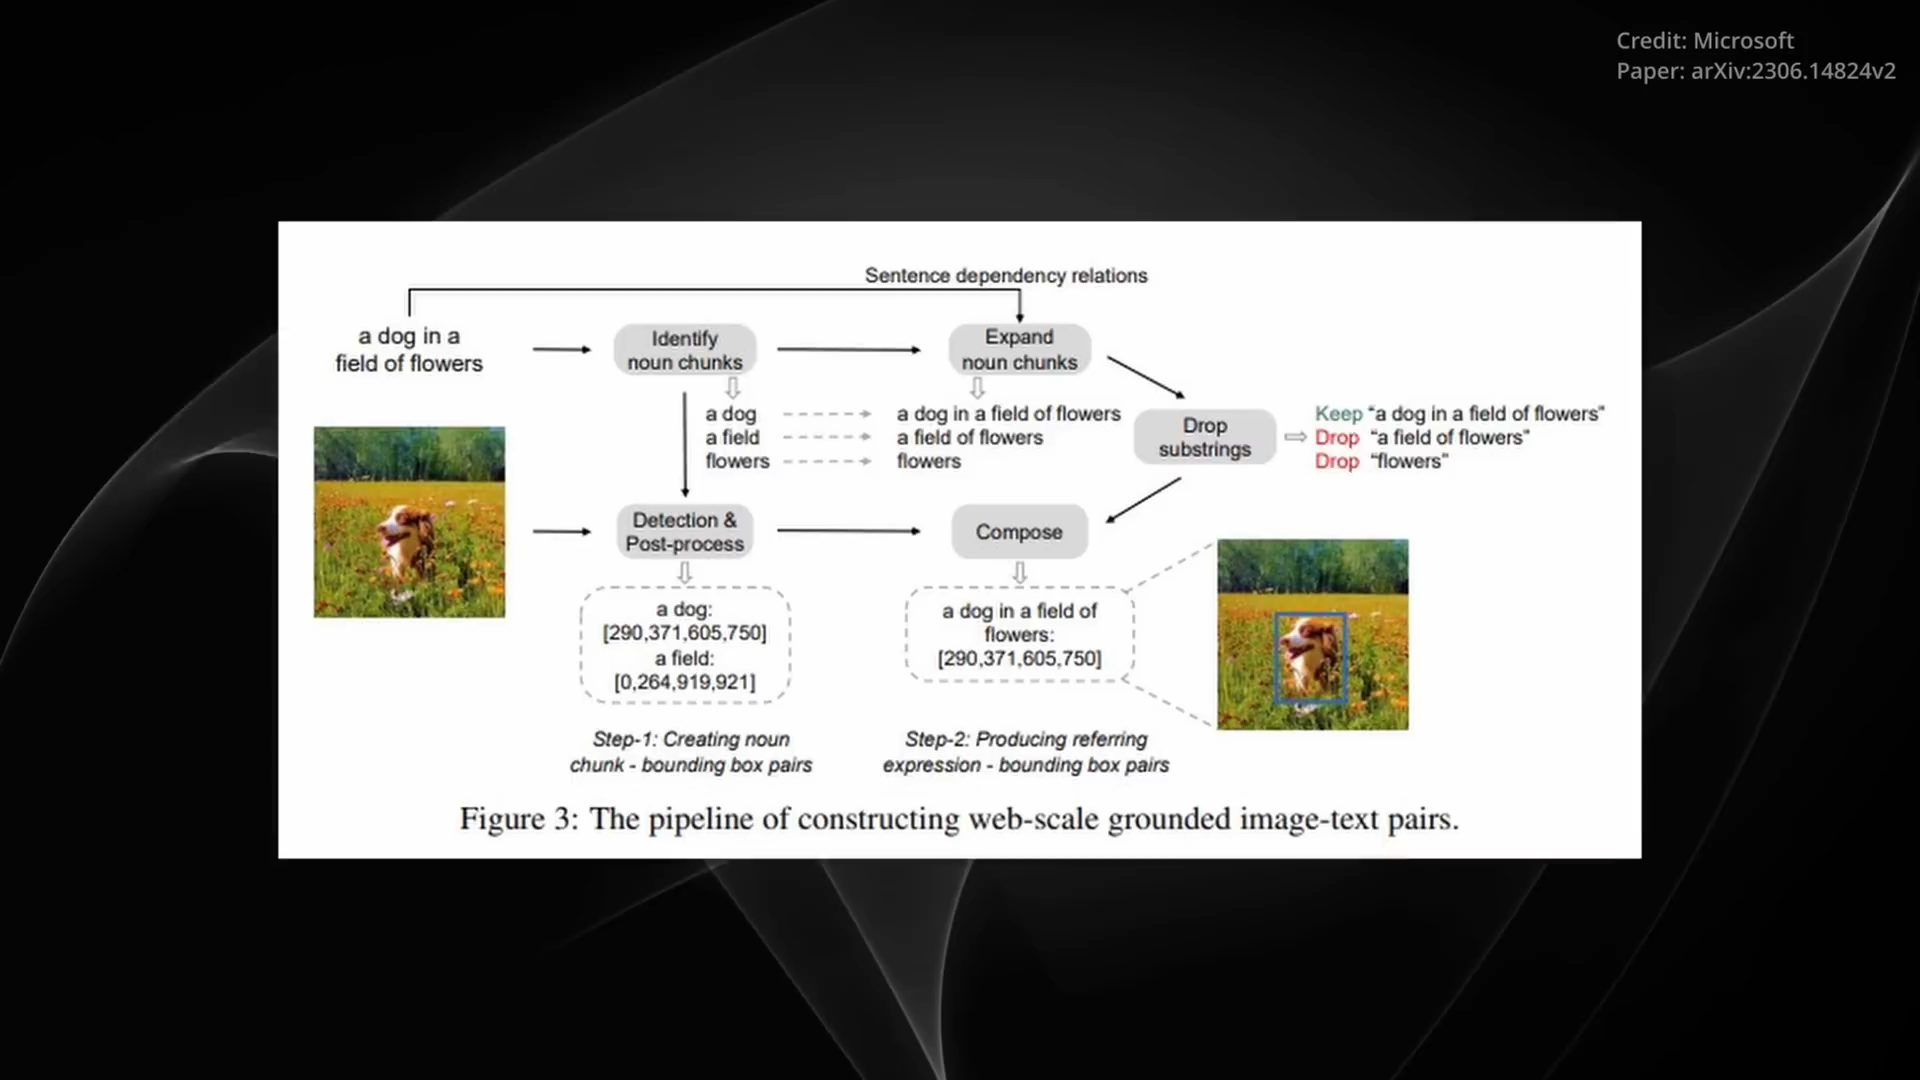 Credit: Microsoft
Paper: arXiv:2306.14824v2
Sentence dependency relations
a dog in a
field of flowers
Identify
noun chunks
Expand
noun chunks
a dog
a field
flowers
a dog in a field of flowers
a field of flowers
flowers
Drop
substrings
Keep “a dog in a field of flowers”
Drop “a field of flowers”
Drop “flowers”
Detection &
Post-process
Compose
a dog:
[290,371,605,750]
a field:
[0,264,919,921]
a dog in a field of
flowers:
[290,371,605,750]
Step-1: Creating noun
chunk - bounding box pairs
Step-2: Producing referring
expression - bounding box pairs
Figure 3: The pipeline of constructing web-scale grounded image-text pairs.